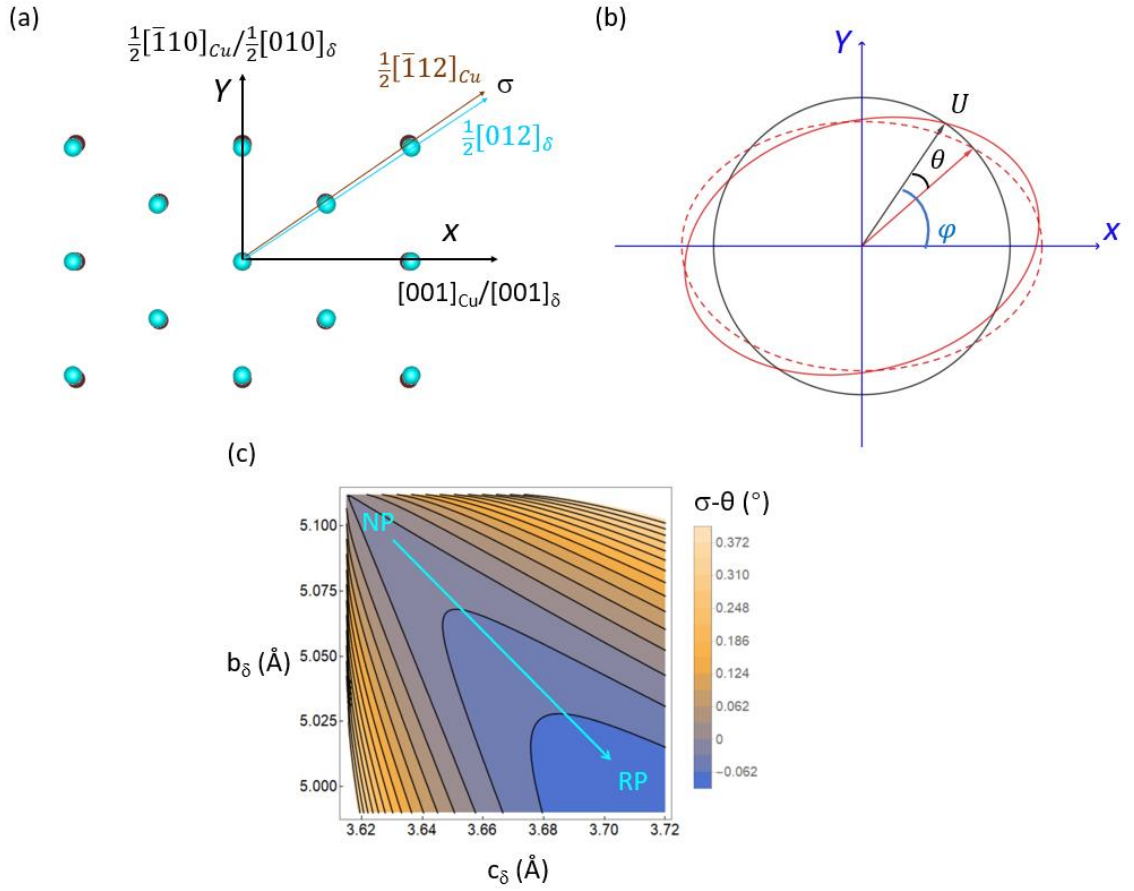 (a)
½[1̅10]Cu/½[010]δ
Y
½[1̅12]Cu
σ
½[012]δ
x
[001]Cu/[001]δ
(b)
Y
U
θ
φ
x
(c)
σ-θ (°)
5.100
5.075
5.050
5.025
5.000
bδ (Å)
NP
RP
0.372
0.310
0.248
0.186
0.124
0.062
0
−0.062
3.62
3.64
3.66
3.68
3.70
3.72
cδ (Å)